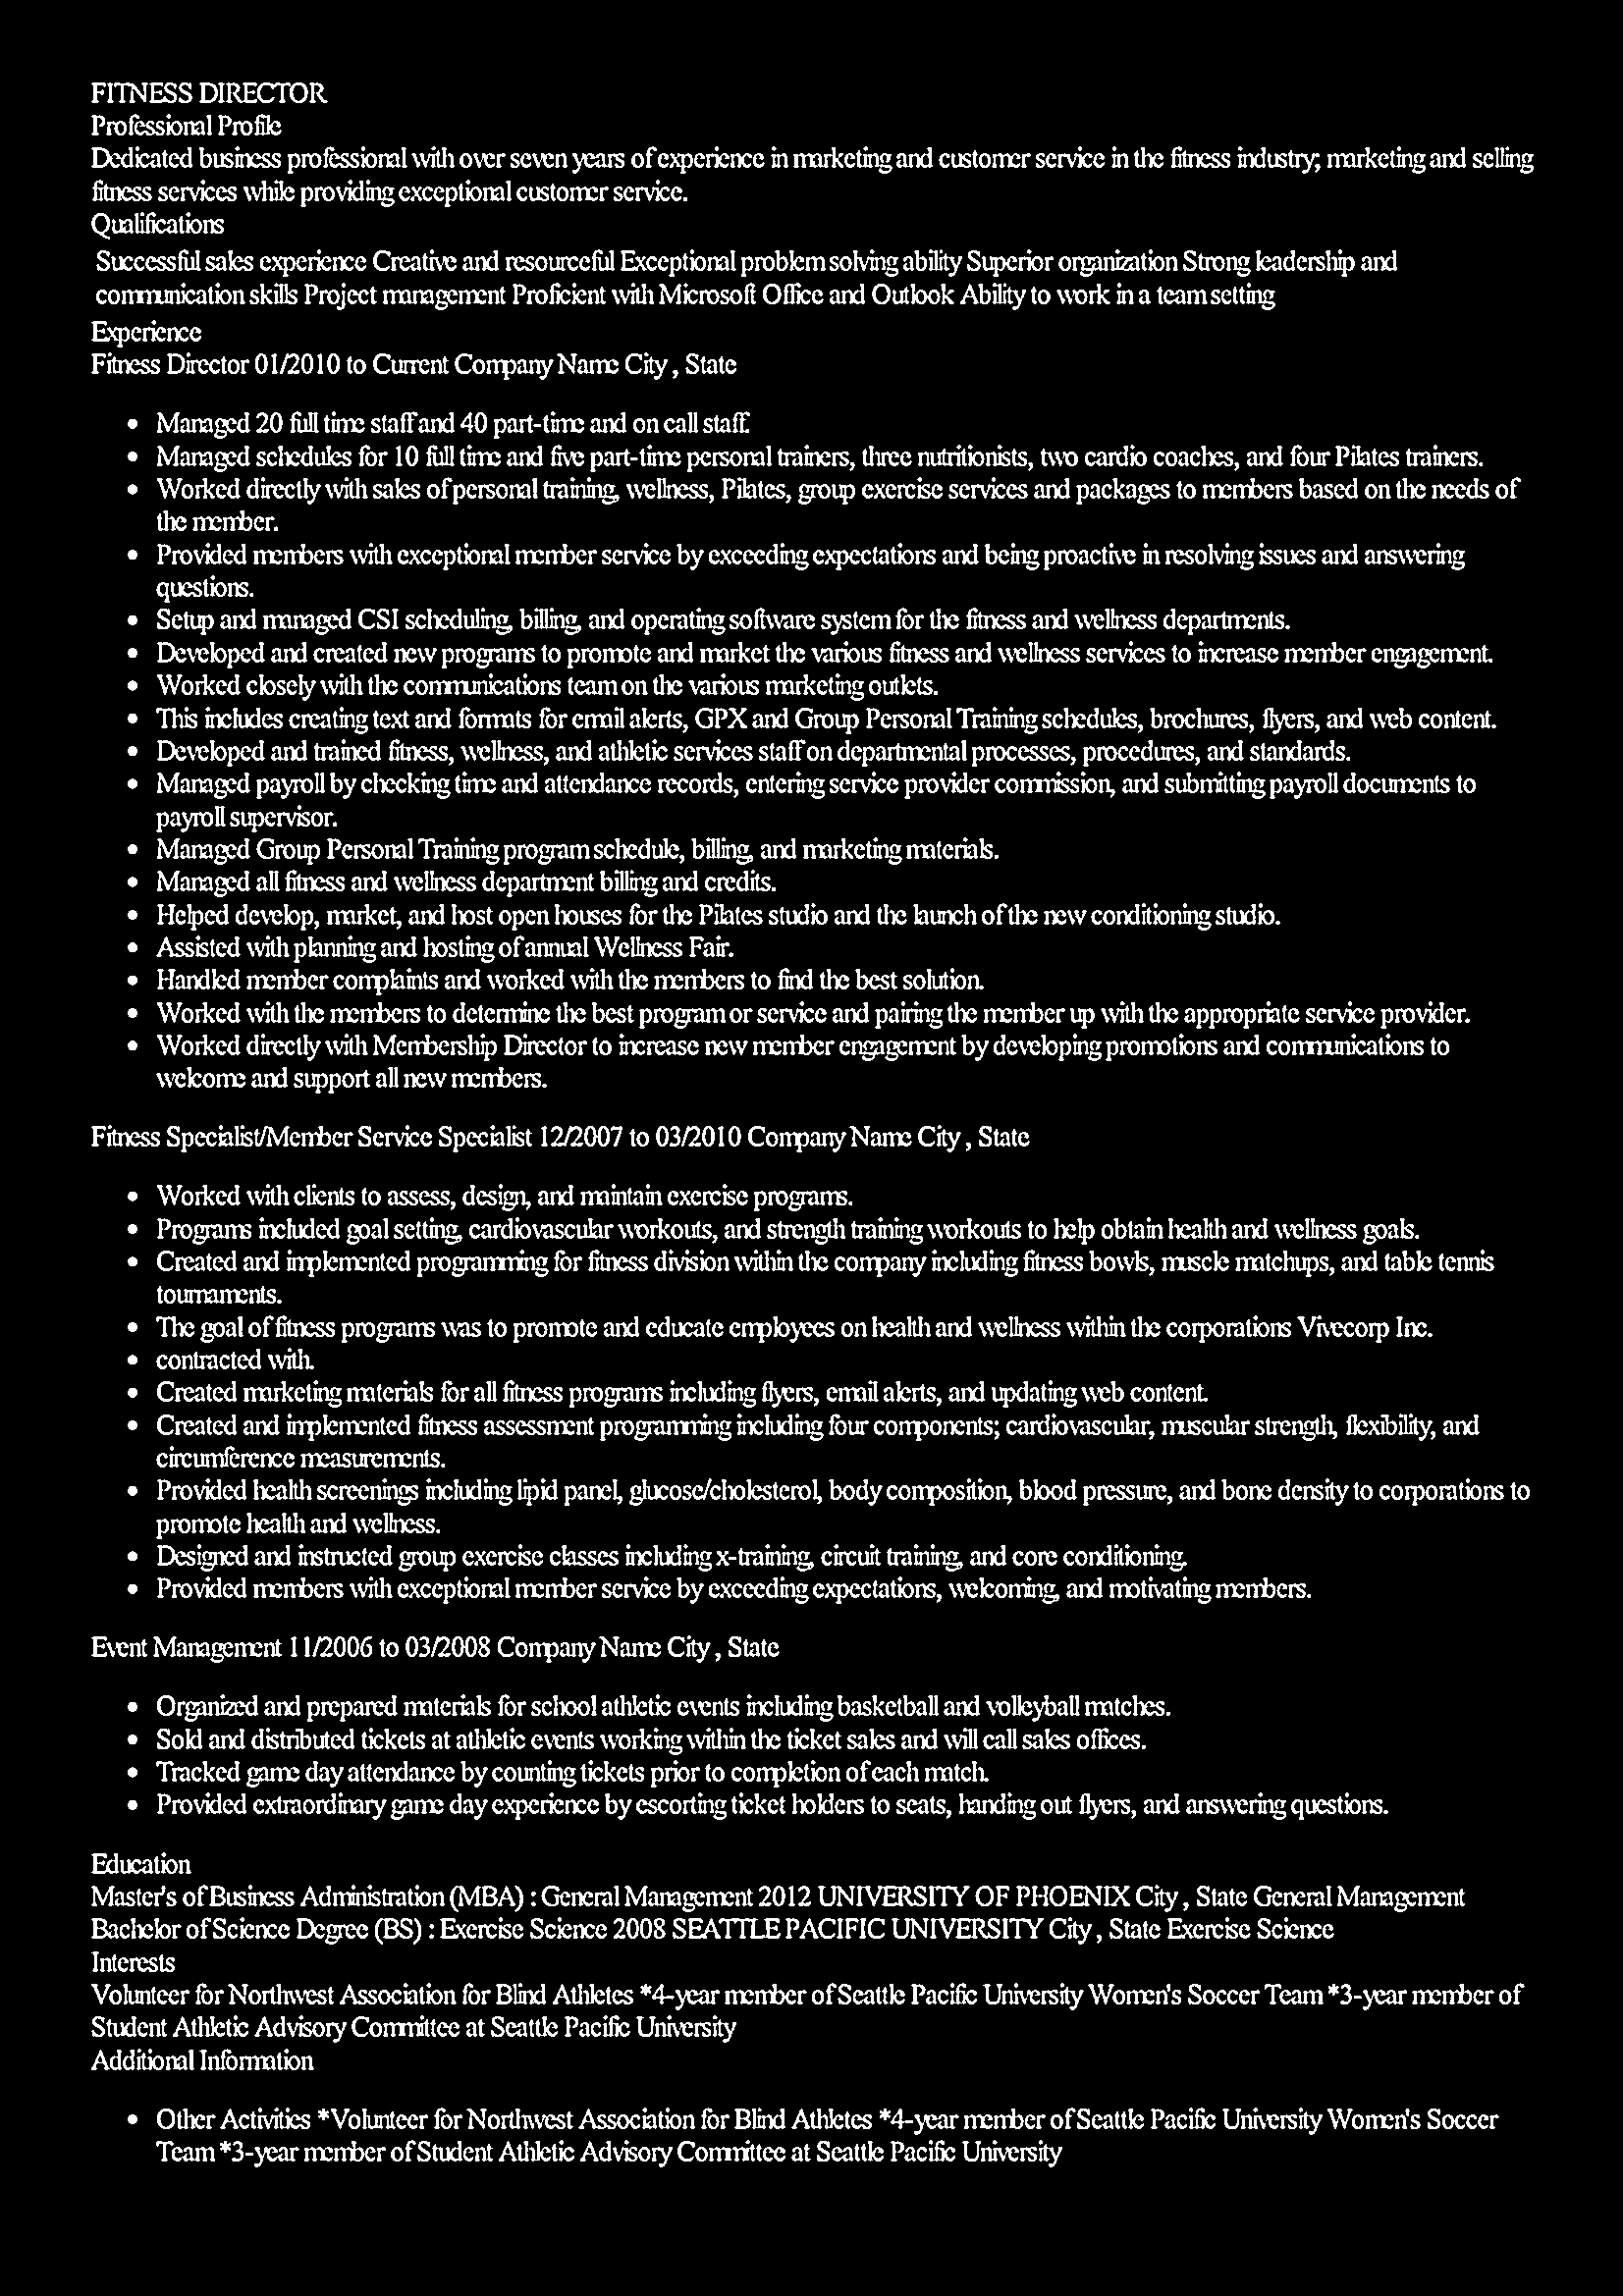 FITNESS DIRECTOR
Professional Profile
Dedicated business professional with over seven years of experience in marketing and customer service in the fitness industry; marketing and selling
fitness services while providing exceptional customer service.
Qualifications
Successful sales experience Creative and resourceful Exceptional problem solving ability Superior organization Strong leadership and
communication skills Project management Proficient with Microsoft Office and Outlook Ability to work in a team setting
Experience
Fitness Director 01/2010 to Current Company Name City , State
• Managed 20 full time staff and 40 part-time and on call staff.
• Managed schedules for 10 full time and five part-time personal trainers, three nutritionists, two cardio coaches, and four Pilates trainers.
• Worked directly with sales of personal training, wellness, Pilates, group exercise services and packages to members based on the needs of
the member.
• Provided members with exceptional member service by exceeding expectations and being proactive in resolving issues and answering
questions.
• Setup and managed CSI scheduling, billing, and operating software system for the fitness and wellness departments.
• Developed and created new programs to promote and market the various fitness and wellness services to increase member engagement.
• Worked closely with the communications team on the various marketing outlets.
• This includes creating text and formats for email alerts, GPX and Group Personal Training schedules, brochures, flyers, and web content.
• Developed and trained fitness, wellness, and athletic services staff on departmental processes, procedures, and standards.
• Managed payroll by checking time and attendance records, entering service provider commission, and submitting payroll documents to
payroll supervisor.
• Managed Group Personal Training program schedule, billing, and marketing materials.
• Managed all fitness and wellness department billing and credits.
• Helped develop, market, and host open houses for the Pilates studio and the launch of the new conditioning studio.
• Assisted with planning and hosting of annual Wellness Fair.
• Handled member complaints and worked with the members to find the best solution.
• Worked with the members to determine the best program or service and pairing the member up with the appropriate service provider.
• Worked directly with Membership Director to increase new member engagement by developing promotions and communications to
welcome and support all new members.
Fitness Specialist/Member Service Specialist 12/2007 to 03/2010 Company Name City , State
• Worked with clients to assess, design, and maintain exercise programs.
• Programs included goal setting, cardiovascular workouts, and strength training workouts to help obtain health and wellness goals.
• Created and implemented programming for fitness division within the company including fitness bowls, muscle matchups, and table tennis
tournaments.
• The goal of fitness programs was to promote and educate employees on health and wellness within the corporations Vivecorp Inc.
• contracted with.
• Created marketing materials for all fitness programs including flyers, email alerts, and updating web content.
• Created and implemented fitness assessment programming including four components; cardiovascular, muscular strength, flexibility, and
circumference measurements.
• Provided health screenings including lipid panel, glucose/cholesterol, body composition, blood pressure, and bone density to corporations to
promote health and wellness.
• Designed and instructed group exercise classes including x-training, circuit training, and core conditioning.
• Provided members with exceptional member service by exceeding expectations, welcoming, and motivating members.
Event Management 11/2006 to 03/2008 Company Name City , State
• Organized and prepared materials for school athletic events including basketball and volleyball matches.
• Sold and distributed tickets at athletic events working within the ticket sales and will call sales offices.
• Tracked game day attendance by counting tickets prior to completion of each match.
• Provided extraordinary game day experience by escorting ticket holders to seats, handing out flyers, and answering questions.
Education
Master's of Business Administration (MBA) : General Management 2012 UNIVERSITY OF PHOENIX City , State General Management
Bachelor of Science Degree (BS) : Exercise Science 2008 SEATTLE PACIFIC UNIVERSITY City , State Exercise Science
Interests
Volunteer for Northwest Association for Blind Athletes *4-year member of Seattle Pacific University Women's Soccer Team *3-year member of
Student Athletic Advisory Committee at Seattle Pacific University
Additional Information
• Other Activities *Volunteer for Northwest Association for Blind Athletes *4-year member of Seattle Pacific University Women's Soccer
Team *3-year member of Student Athletic Advisory Committee at Seattle Pacific University